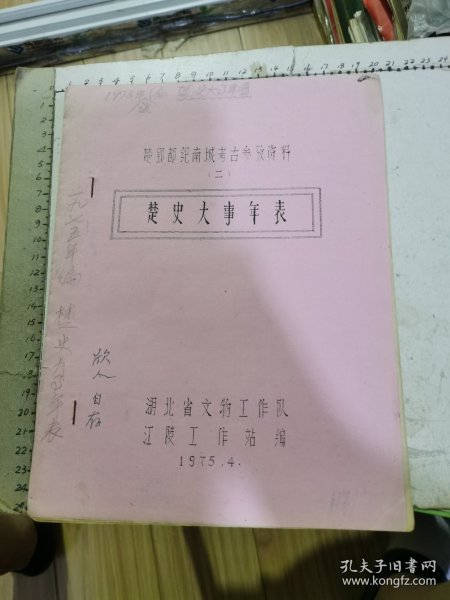 楚郢都纪南城考古参考资料
(二)
楚史大事年表
湖北省文物工作队
江陵工作站编
1975.4.
一九七五年编 楚史大事年表
欣人自存
孔夫子旧书网
www.kongfz.com